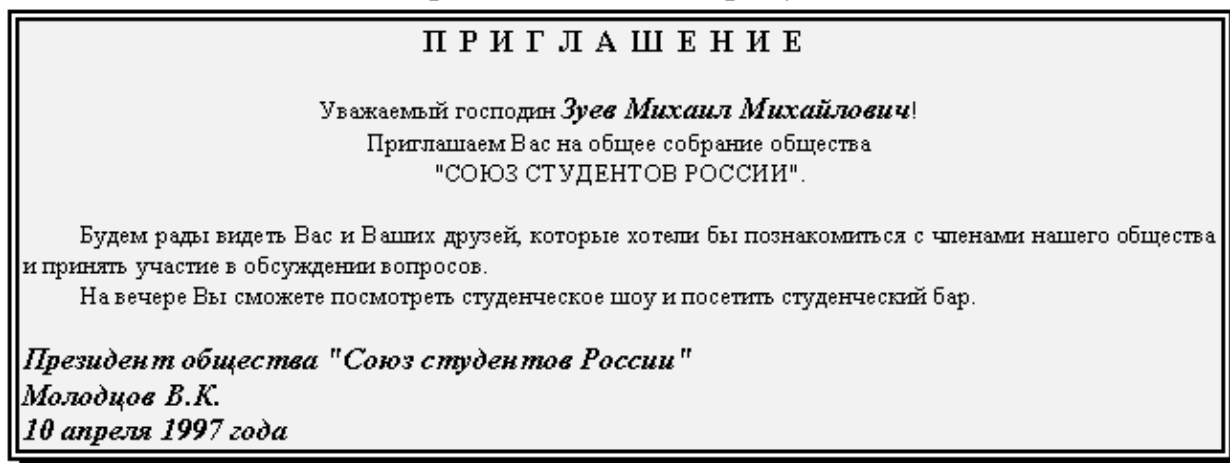 П Р И Г Л А Ш Е Н И Е
Уважаемый господин Зуев Михаил Михайлович!
Приглашаем Вас на общее собрание общества
"СОЮЗ СТУДЕНТОВ РОССИИ".
Будем рады видеть Вас и Ваших друзей, которые хотели бы познакомиться с членами нашего общества
и принять участие в обсуждении вопросов.
На вечере Вы сможете посмотреть студенческое шоу и посетить студенческий бар.
Президент общества "Союз студентов России"
Молодцов В.К.
10 апреля 1997 года